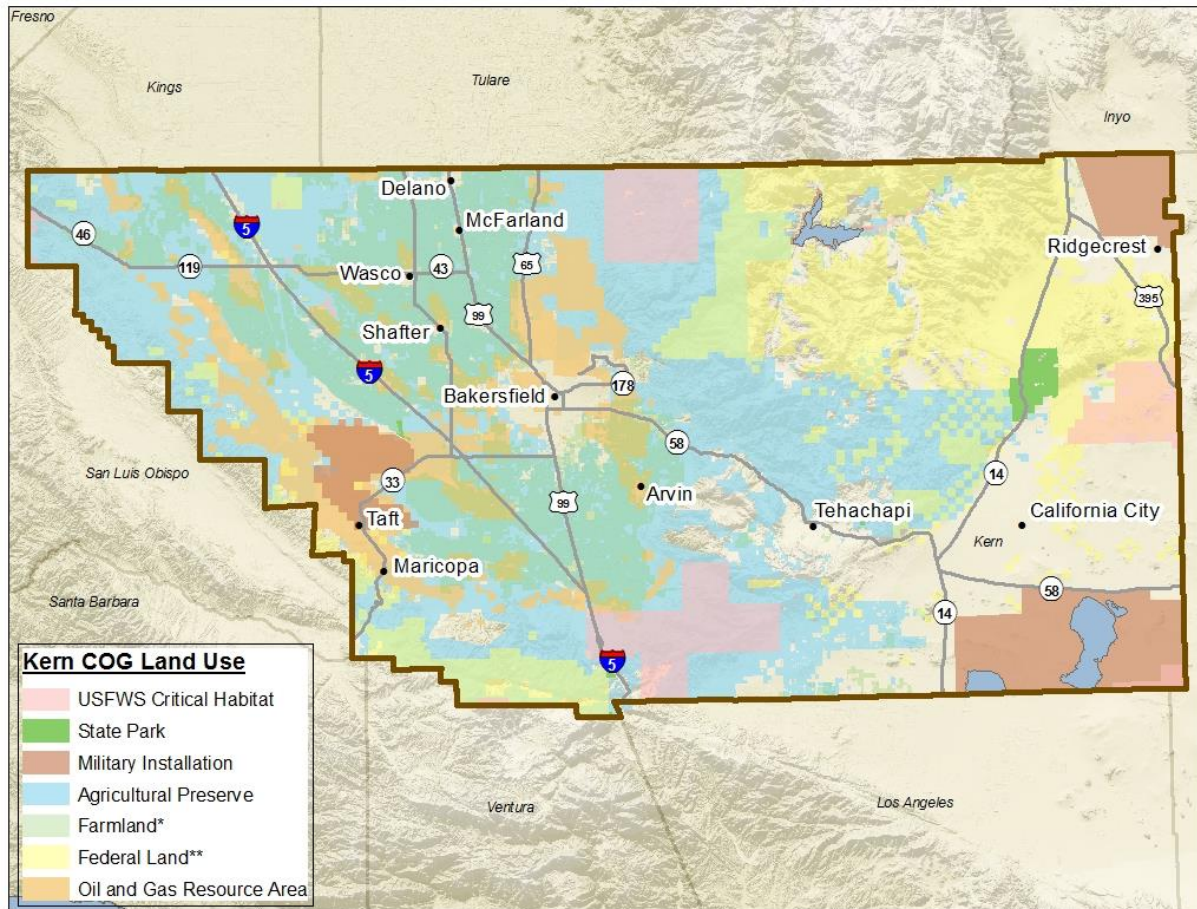 Fresno
Kings
Tulare
Inyo
Delano
McFarland
46
5
119
Wasco
43
65
Ridgecrest
395
99
Shafter
5
Bakersfield
178
58
San Luis Obispo
33
14
99
Arvin
Taft
Tehachapi
California City
Kern
Maricopa
58
Santa Barbara
14
5
Kern COG Land Use
USFWS Critical Habitat
State Park
Military Installation
Agricultural Preserve
Farmland*
Federal Land**
Oil and Gas Resource Area
Ventura
Los Angeles